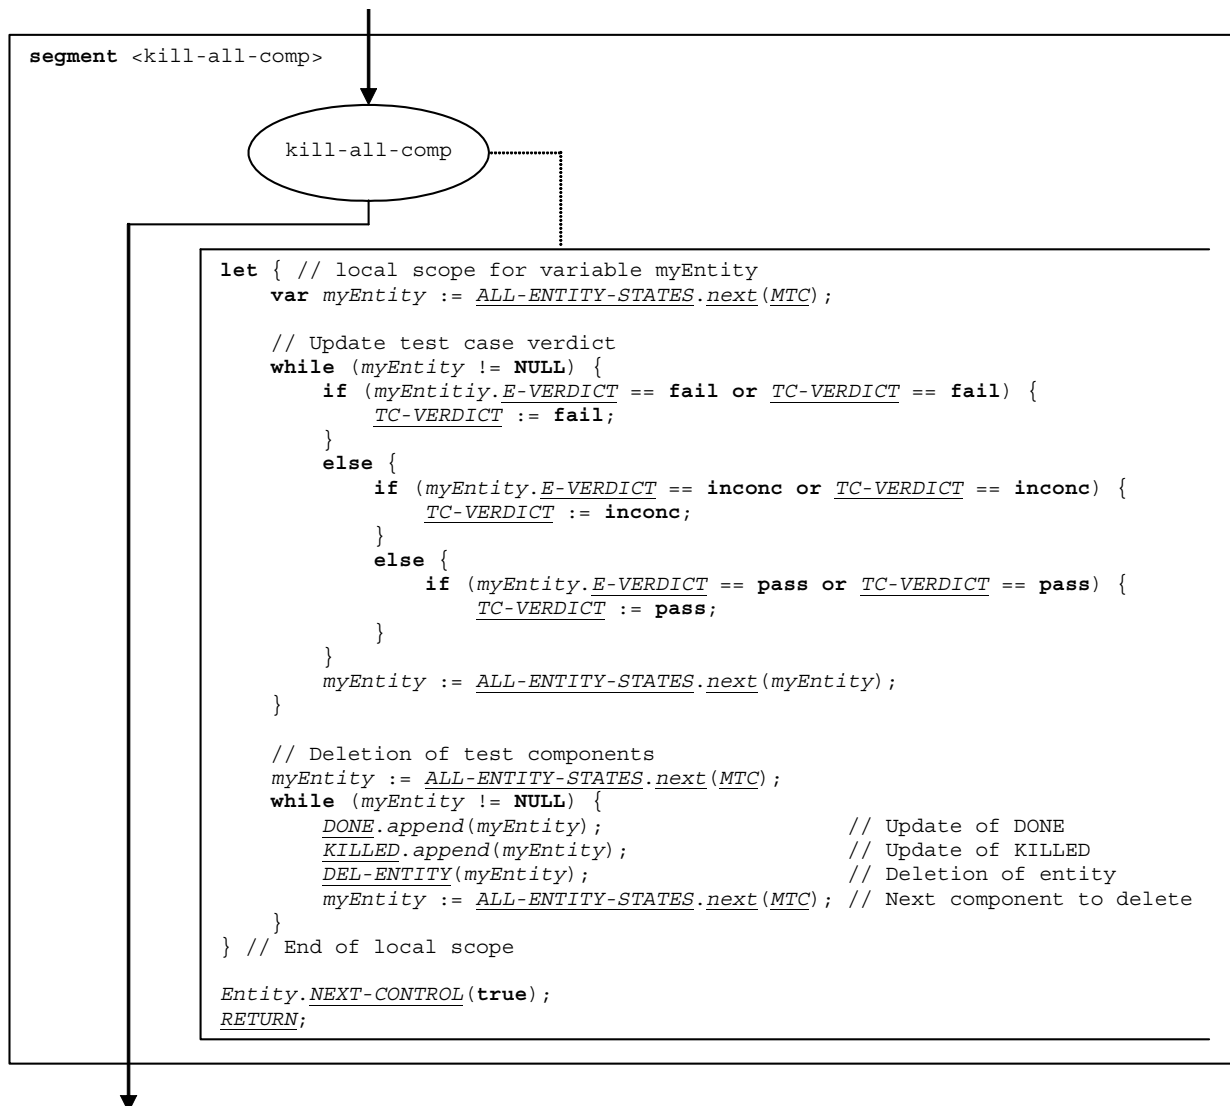 segment <kill-all-comp>
kill-all-comp
let { // local scope for variable myEntity
var myEntity := ALL-ENTITY-STATES.next(MTC);
// Update test case verdict
while (myEntity != NULL) {
if (myEntitiy.E-VERDICT == fail or TC-VERDICT == fail) {
TC-VERDICT := fail;
}
else {
if (myEntity.E-VERDICT == inconc or TC-VERDICT == inconc) {
TC-VERDICT := inconc;
}
else {
if (myEntity.E-VERDICT == pass or TC-VERDICT == pass) {
TC-VERDICT := pass;
}
}
myEntity := ALL-ENTITY-STATES.next(myEntity);
}
// Deletion of test components
myEntity := ALL-ENTITY-STATES.next(MTC);
while (myEntity != NULL) {
DONE.append(myEntity); // Update of DONE
KILLED.append(myEntity); // Update of KILLED
DEL-ENTITY(myEntity); // Deletion of entity
myEntity := ALL-ENTITY-STATES.next(MTC); // Next component to delete
}
} // End of local scope
Entity.NEXT-CONTROL(true);
RETURN;